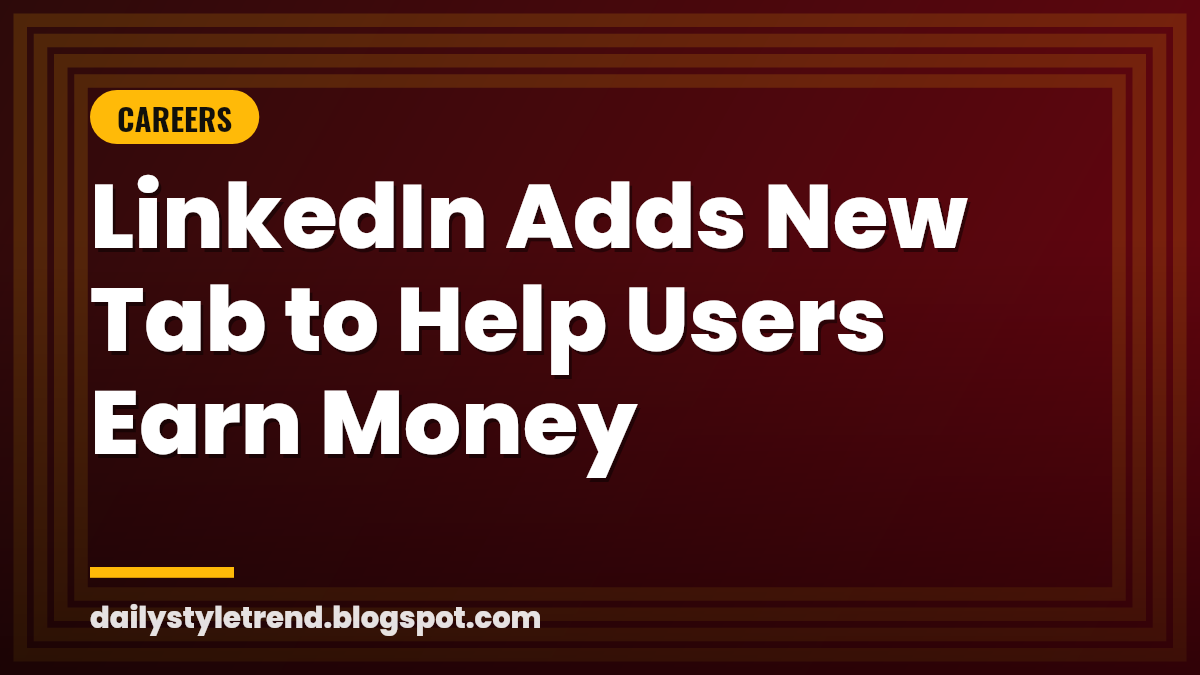 CAREERS
LinkedIn Adds New
Tab to Help Users
Earn Money
dailystyletrend.blogspot.com